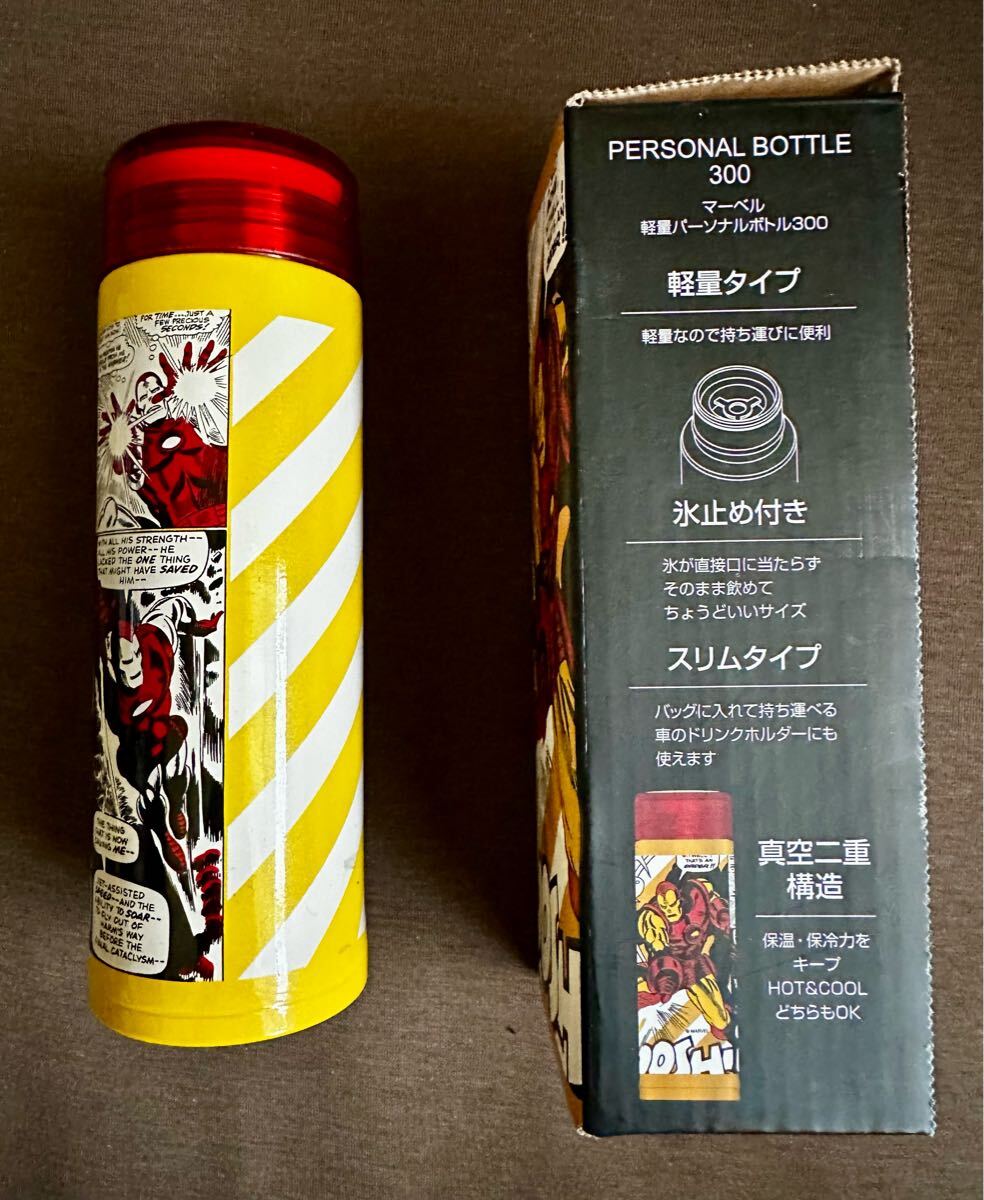 FOR TIME...JUST A
FEW PRECIOUS
SECONDS!
WITH ALL HIS STRENGTH--
ALL HIS POWER--HE
LACKED THE ONE THING
THAT MIGHT HAVE SAVED
HIM--
THE THING
THAT IS NOW
SAVING ME--
JET-ASSISTED
SPEED--AND THE
ABILITY TO SOAR--
TO FLY OUT OF
HARM'S WAY
BEFORE THE
FINAL CATACLYSM--
PERSONAL BOTTLE
300
マーベル
軽量パーソナルボトル300
軽量タイプ
軽量なので持ち運びに便利
氷止め付き
氷が直接口に当たらず
そのまま飲めて
ちょうどいいサイズ
スリムタイプ
バッグに入れて持ち運べる
車のドリンクホルダーにも
使えます
THAT'S AN
© MARVEL
OOSH!
真空二重
構造
保温・保冷力を
キープ
HOT&COOL
どちらもOK